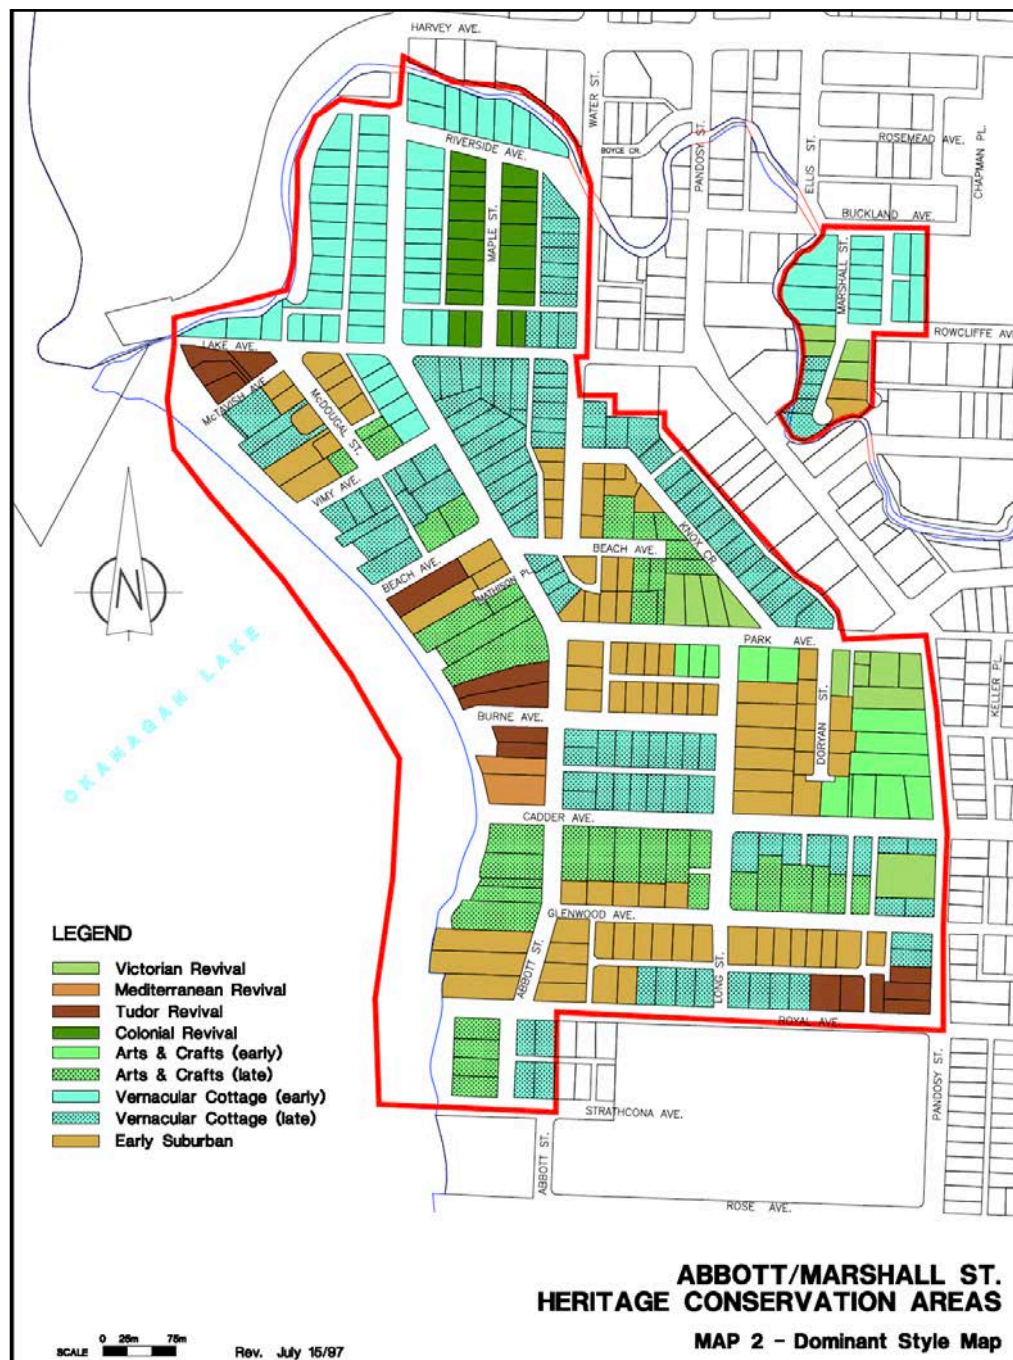 HARVEY AVE.
WATER ST.
PANDOSY ST.
ELLIS ST.
ROSEMEAD AVE.
CHAPMAN PL.
BOYCE CR.
RIVERSIDE AVE.
BUCKLAND AVE.
MAPLE ST.
MARSHALL ST.
ROWCLIFFE AV
LAKE AVE.
McTAVISH AVE
McDOUGAL ST.
VIMY AVE.
KNOX CR
BEACH AVE.
BEACH AVE.
MATHISON PL.
N
PARK AVE.
KELLER PL.
OKANAGAN LAKE
BURNE AVE.
DORYAN ST.
CADDER AVE.
GLENWOOD AVE.
ABBOTT ST.
LONG ST.
ROYAL AVE.
PANDOSY ST.
STRATHCONA AVE.
ABBOTT ST.
ROSE AVE.
LEGEND
Victorian Revival
Mediterranean Revival
Tudor Revival
Colonial Revival
Arts & Crafts (early)
Arts & Crafts (late)
Vernacular Cottage (early)
Vernacular Cottage (late)
Early Suburban
ABBOTT/MARSHALL ST.
HERITAGE CONSERVATION AREAS
MAP 2 - Dominant Style Map
SCALE 0 25m 75m
Rev. July 15/97